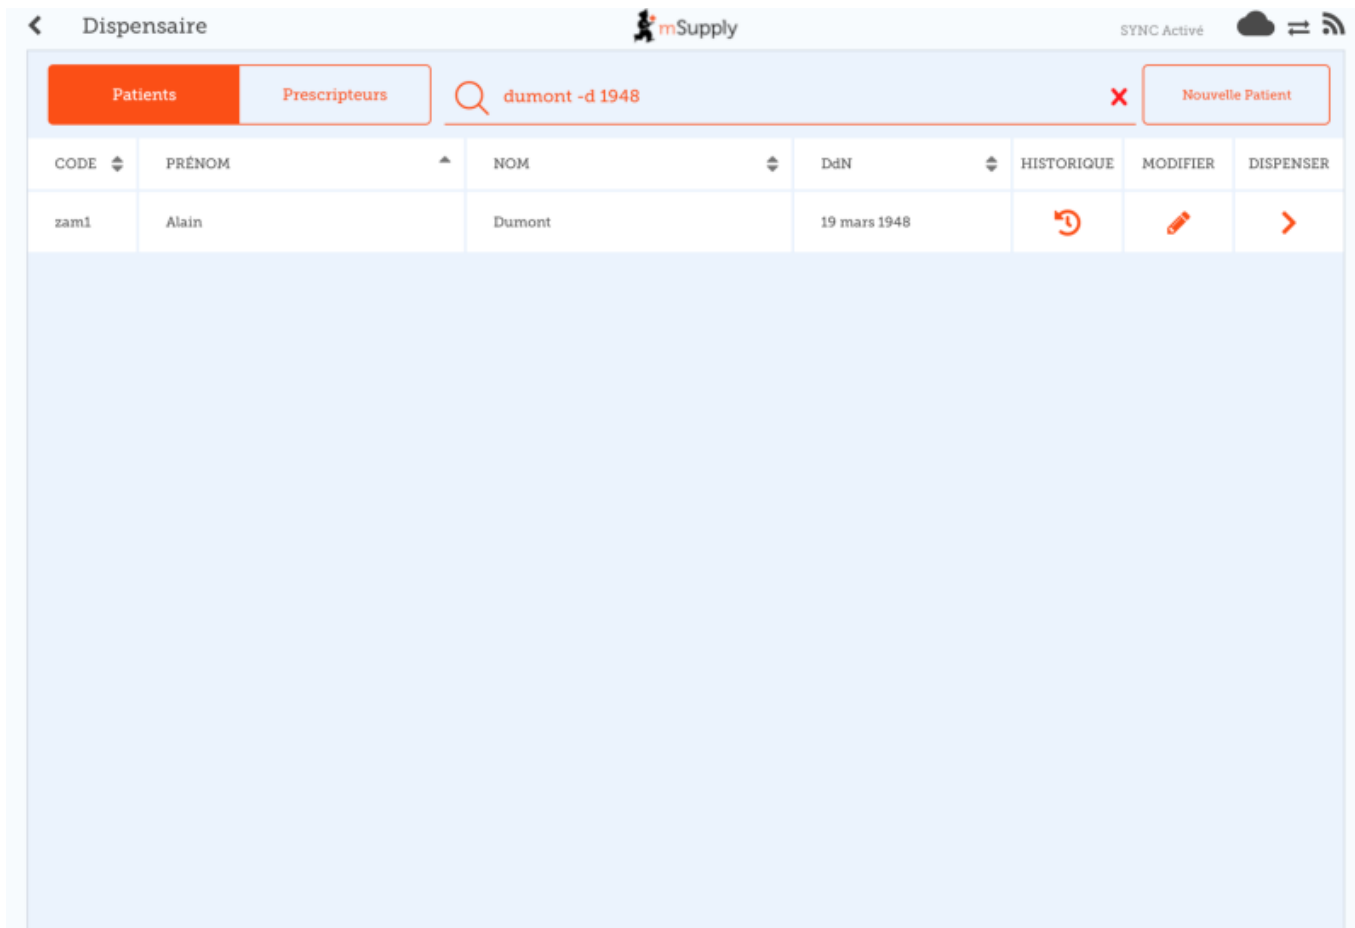 Dispensaire
mSupply
SYNC Activé
Patients
Prescripteurs
dumont -d 1948
Nouvelle Patient
CODE PRÉNOM NOM DdN HISTORIQUE MODIFIER DISPENSER
zam1 Alain Dumont 19 mars 1948